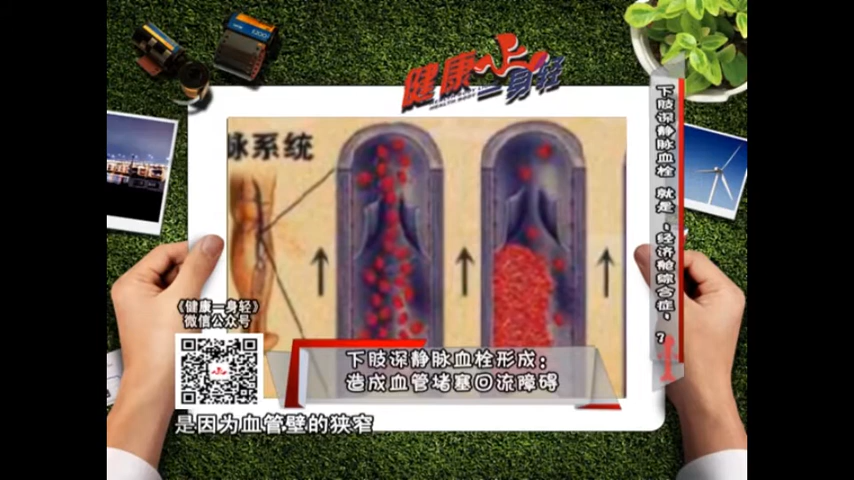 健康一身轻
脉系统
下肢深静脉血栓 就是“经济舱综合症”？
《健康一身轻》
微信公众号
下肢深静脉血栓形成：
造成血管堵塞回流障碍
是因为血管壁的狭窄